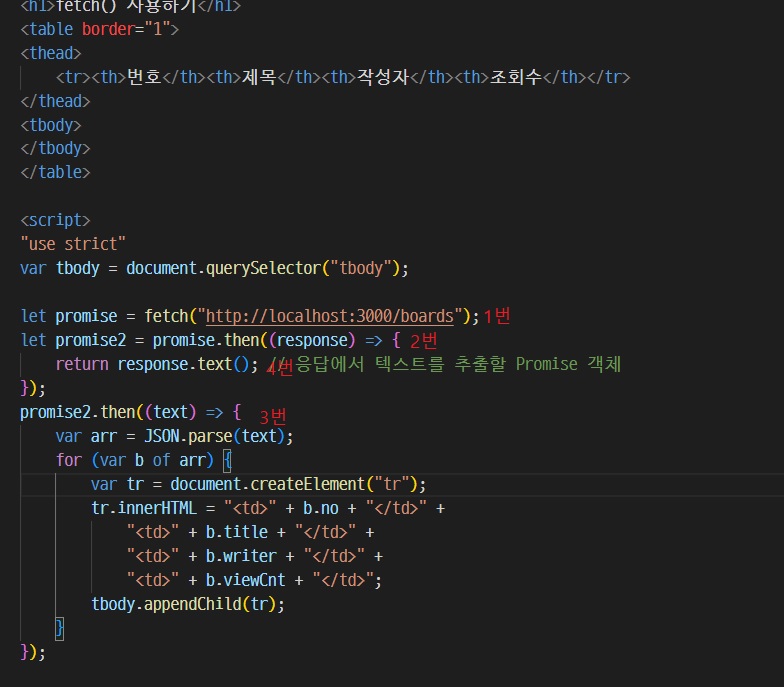 <h1>fetch() 사용하기</h1>
<table border="1">
<thead>
<tr><th>번호</th><th>제목</th><th>작성자</th><th>조회수</th></tr>
</thead>
<tbody>
</tbody>
</table>
<script>
"use strict"
var tbody = document.querySelector("tbody");
let promise = fetch("http://localhost:3000/boards"); 1번
let promise2 = promise.then((response) => { 2번
return response.text(); // 4번 응답에서 텍스트를 추출할 Promise 객체
});
promise2.then((text) => { 3번
var arr = JSON.parse(text);
for (var b of arr) {
var tr = document.createElement("tr");
tr.innerHTML = "<td>" + b.no + "</td>" +
"<td>" + b.title + "</td>" +
"<td>" + b.writer + "</td>" +
"<td>" + b.viewCnt + "</td>";
tbody.appendChild(tr);
}
});